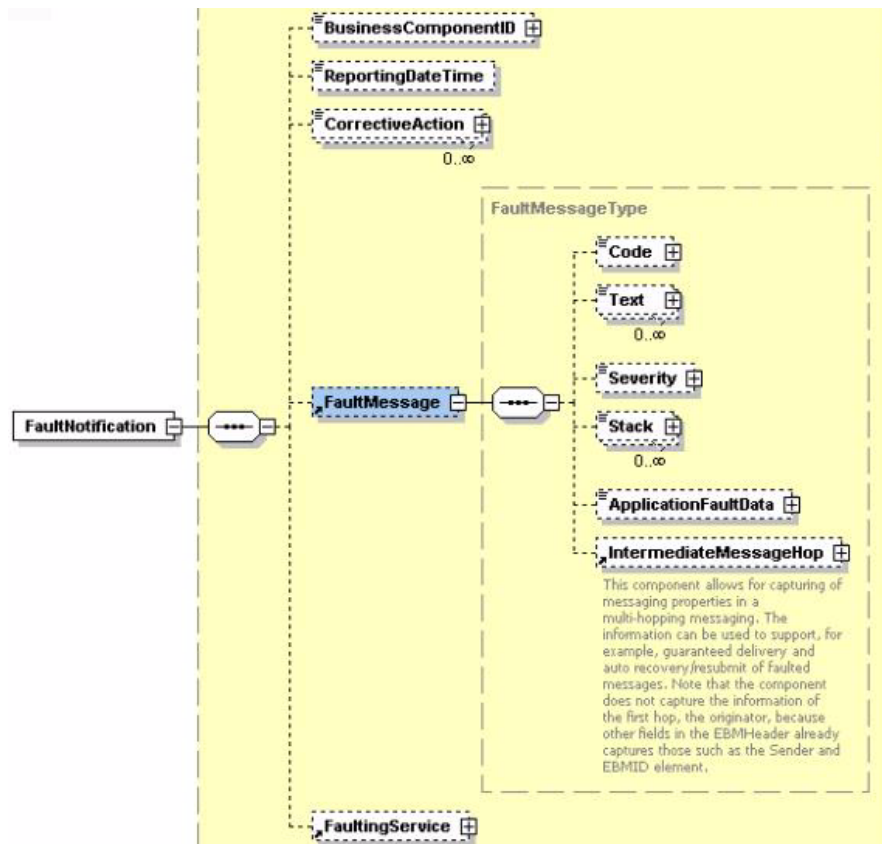 BusinessComponentID
ReportingDateTime
CorrectiveAction
0..∞
FaultMessageType
Code
Text
0..∞
Severity
FaultMessage
Stack
FaultNotification
0..∞
ApplicationFaultData
IntermediateMessageHop
This component allows for capturing of
messaging properties in a
multi-hopping messaging. The
information can be used to support, for
example, guaranteed delivery and
auto recovery/resubmit of faulted
messages. Note that the component
does not capture the information of
the first hop, the originator, because
other fields in the EBMHeader already
captures those such as the Sender and
EBMID element.
FaultingService